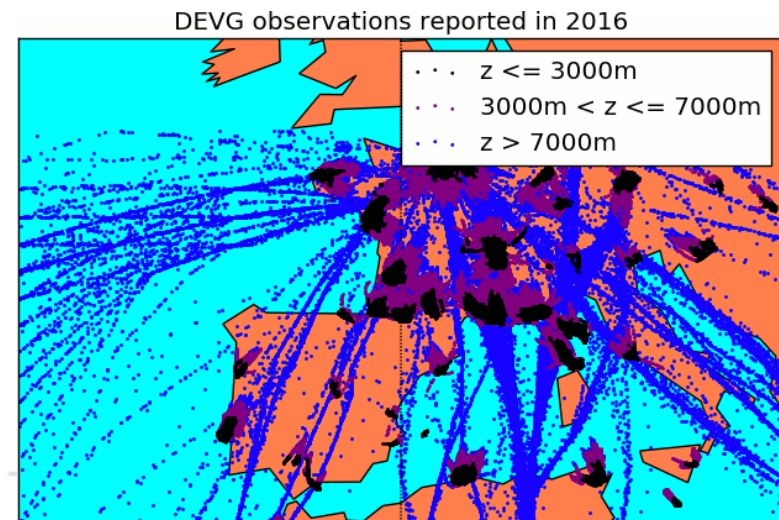 DEVG observations reported in 2016
z <= 3000m
3000m < z <= 7000m
z > 7000m